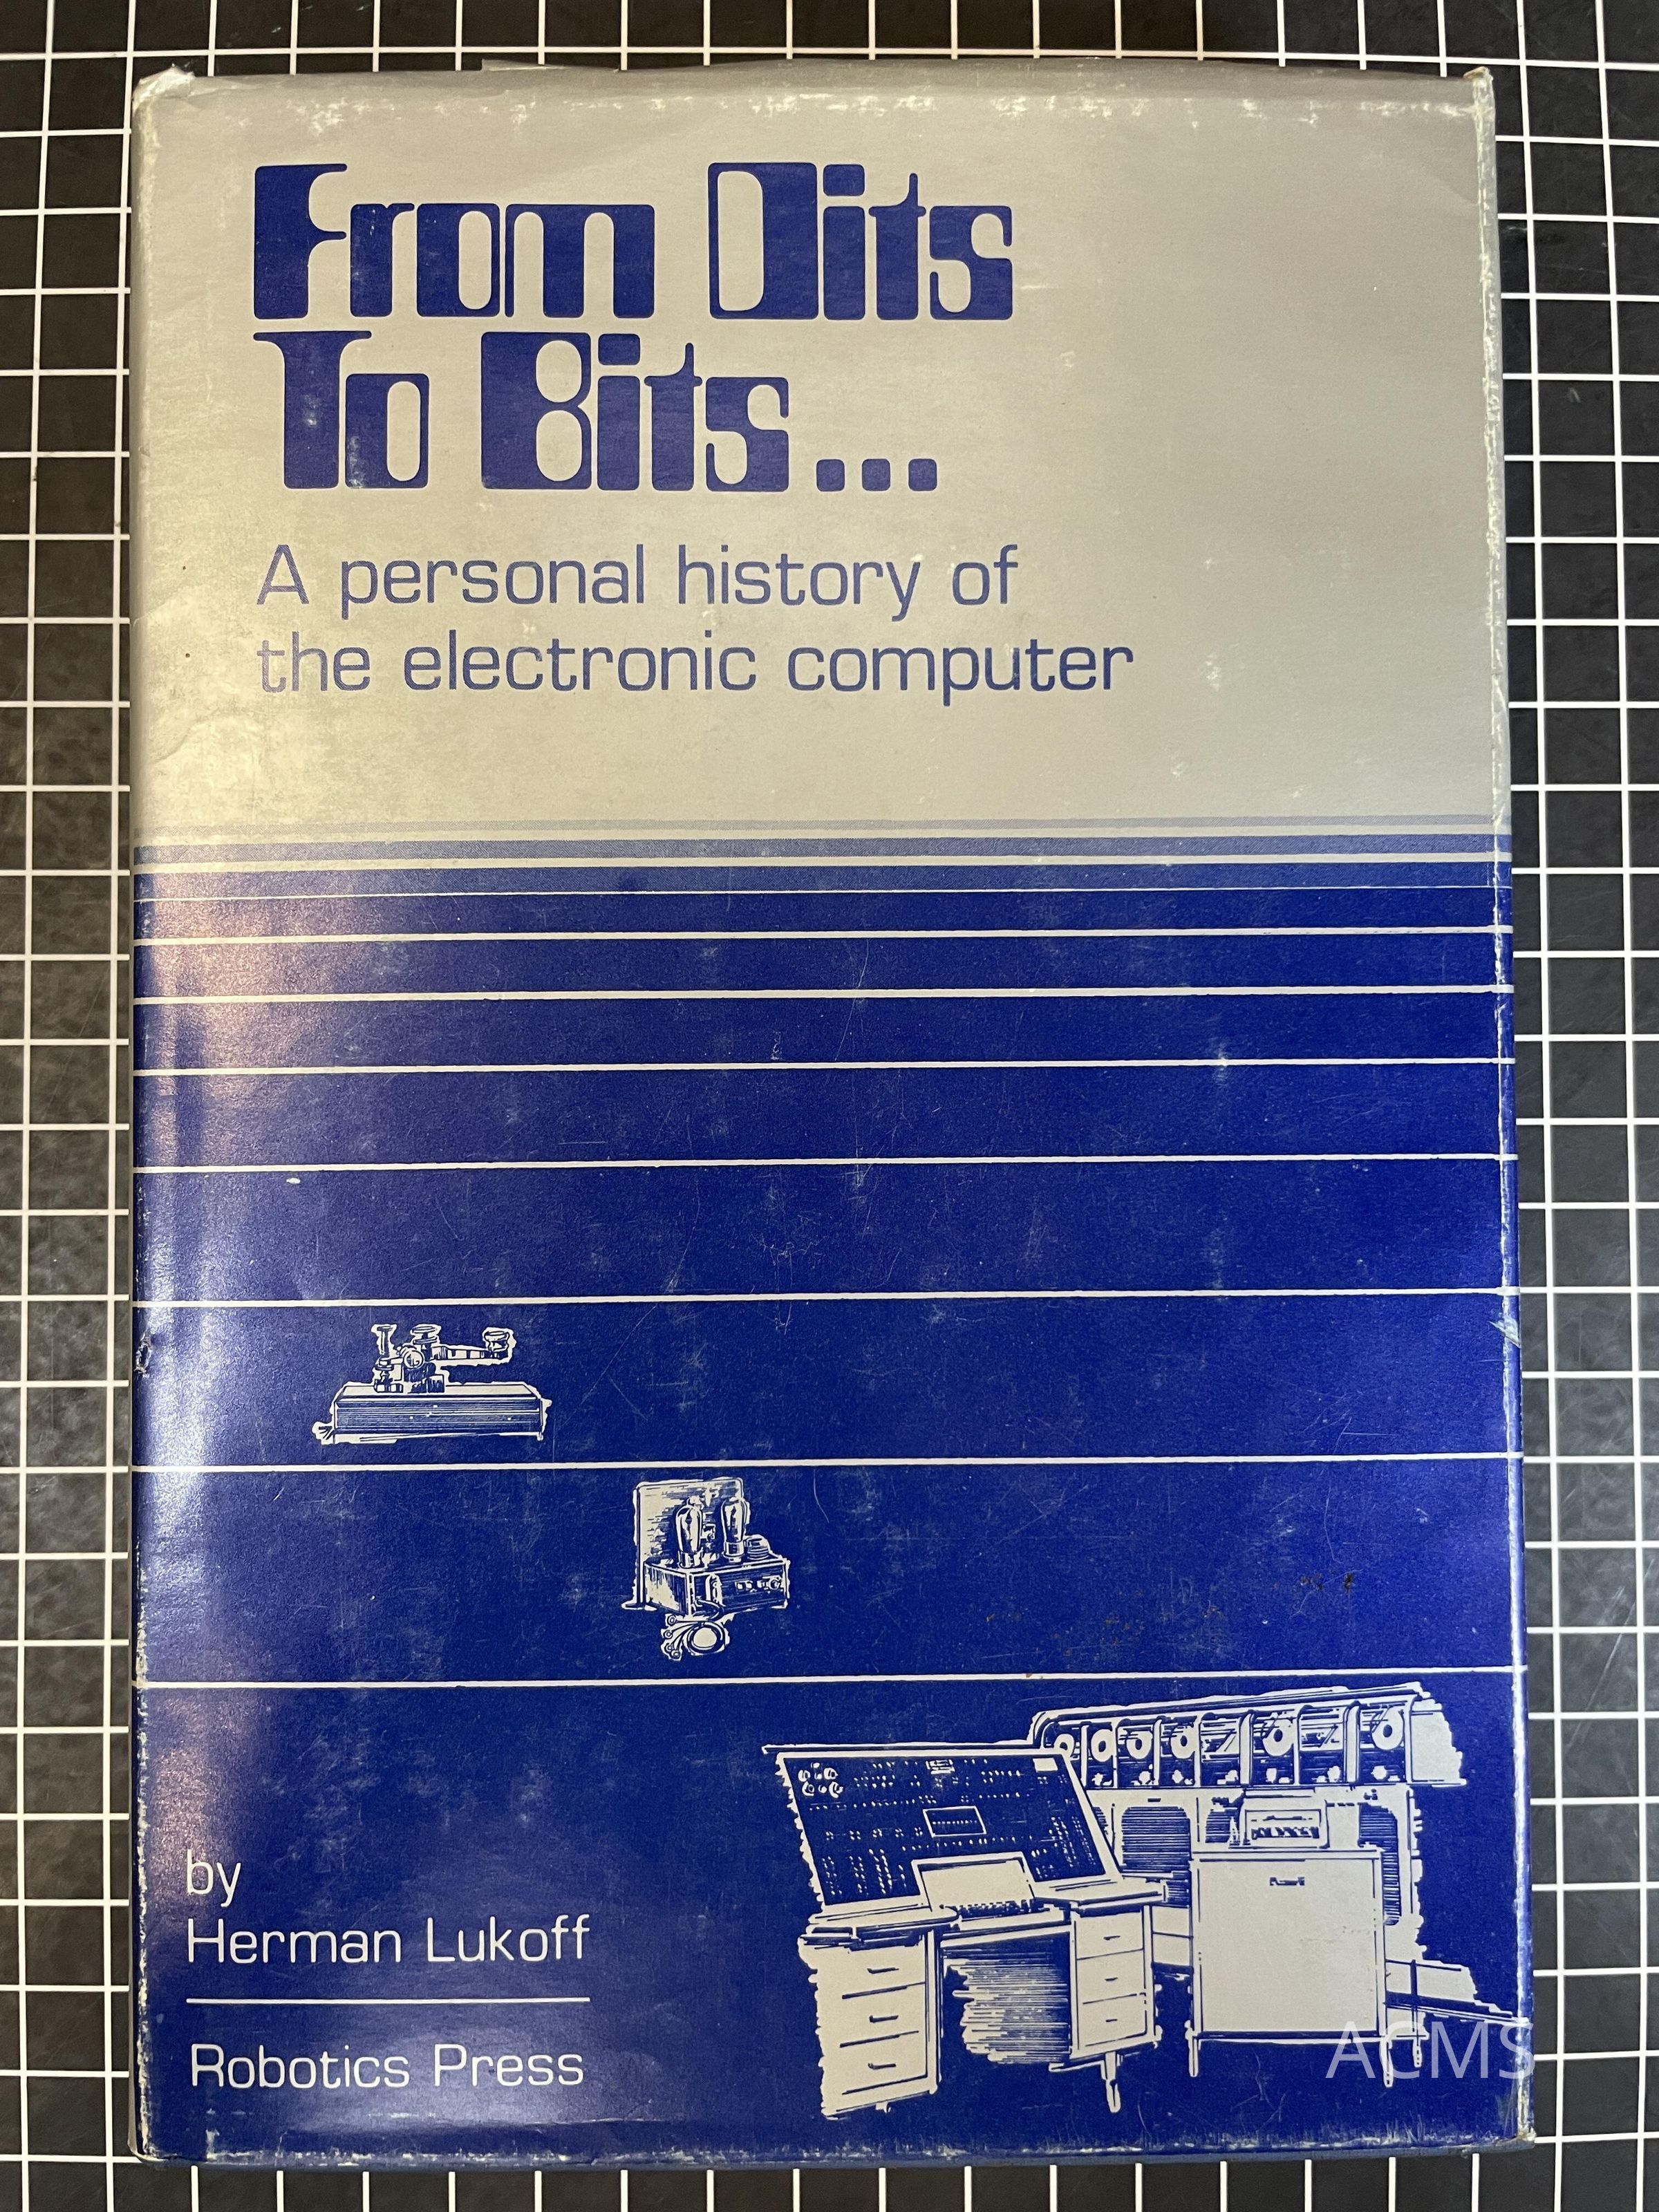 From Dits
To Bits...
A personal history of
the electronic computer
by
Herman Lukoff
Robotics Press
ACMS